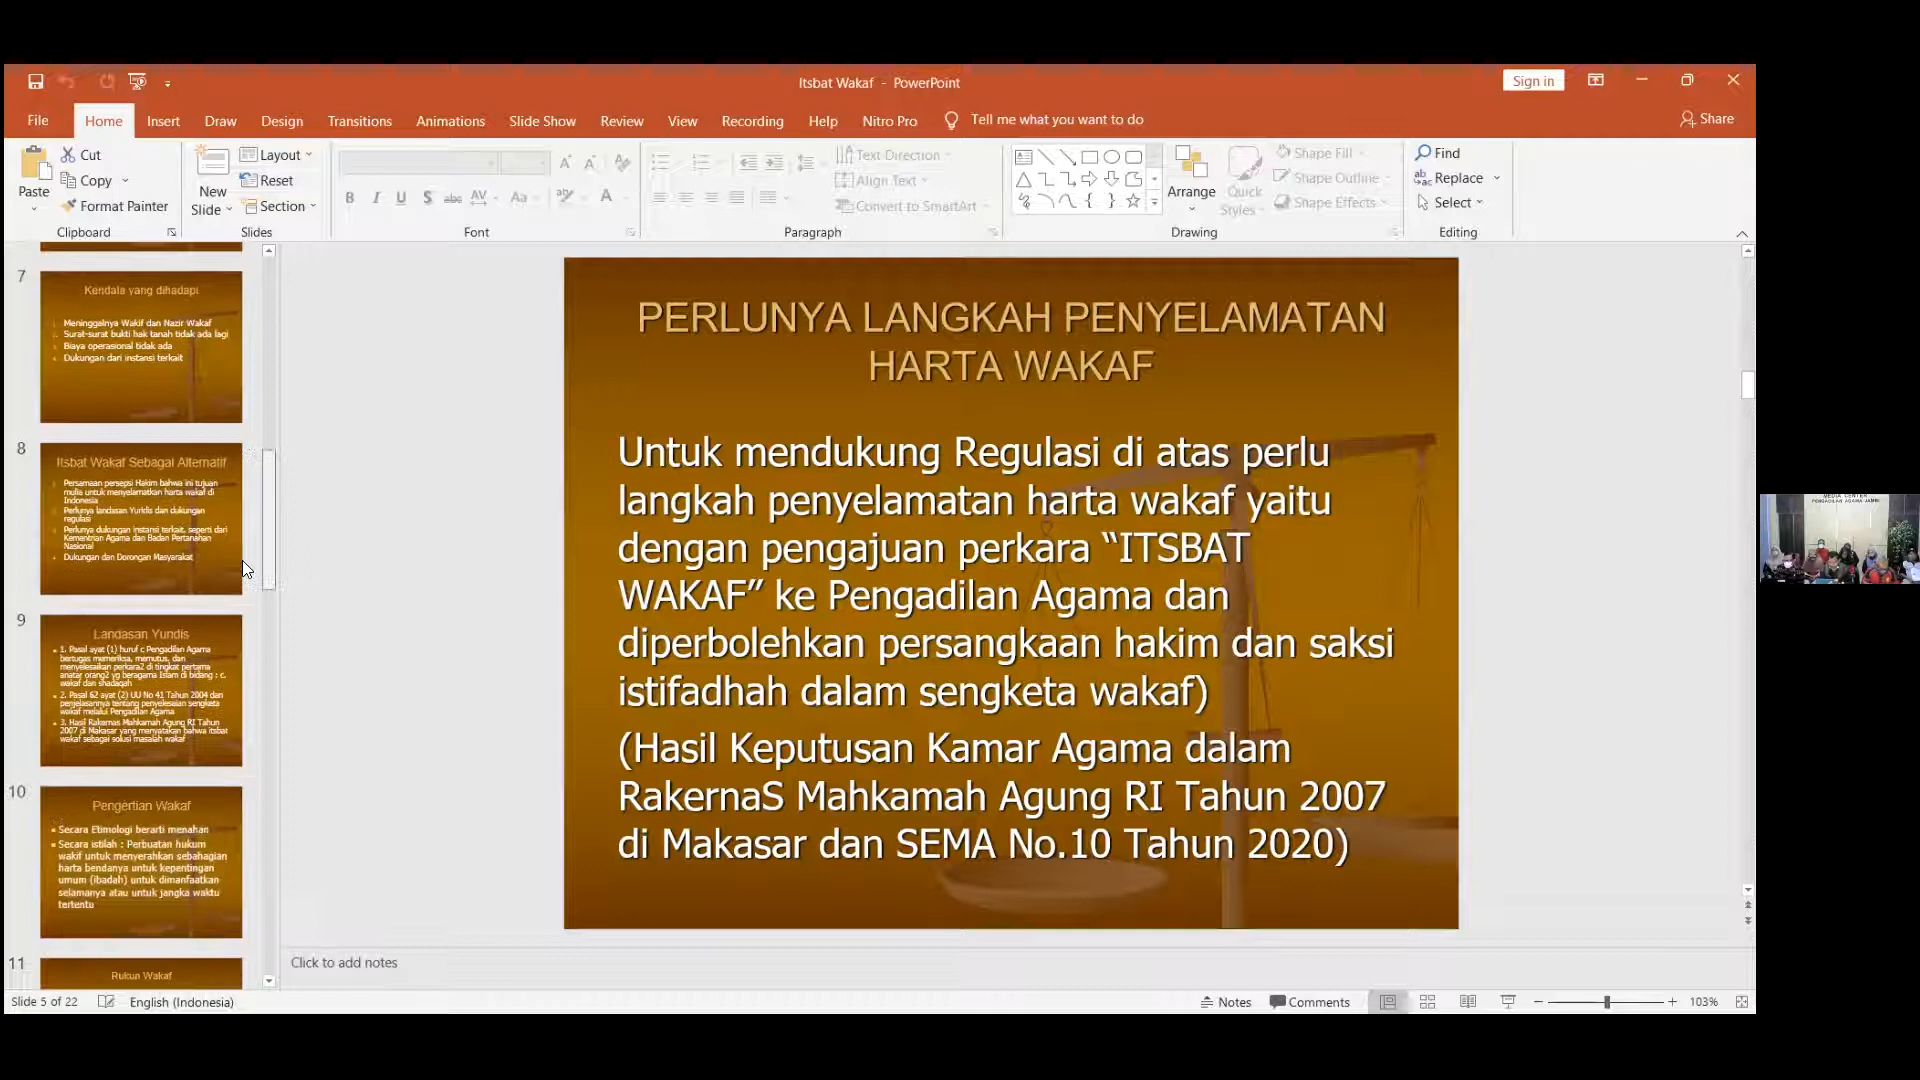 Itsbat Wakaf - PowerPoint
Sign in
File Home Insert Draw Design Transitions Animations Slide Show Review View Recording Help Nitro Pro Tell me what you want to do Share
Paste
Cut
Copy
Format Painter
Clipboard
New
Slide
Layout
Reset
Section
Slides
B I U S abc AV Aa A
Font
Text Direction
Align Text
Convert to SmartArt
Paragraph
Arrange
Quick
Styles
Shape Fill
Shape Outline
Shape Effects
Drawing
Find
Replace
Select
Editing
7
Kendala yang dihadapi
Meninggalnya Wakif dan Nazir Wakaf
Surat-surat bukti hak tanah tidak ada lagi
Biaya operasional tidak ada
Dukungan dari instansi terkait
8
Itsbat Wakaf Sebagai Alternatif
Persamaan persepsi Hakim bahwa ini tujuan
mulia untuk menyelamatkan harta wakaf di
Indonesia
Perlunya landasan Yuridis dan dukungan
regulasi
Perlunya dukungan instansi terkait, seperti dari
Kementrian Agama dan Badan Pertanahan
Nasional
Dukungan dan Dorongan Masyarakat
9
Landasan Yuridis
1. Pasal ayat (1) huruf c Pengadilan Agama
bertugas memeriksa, memutus, dan
menyelesaikan perkara2 di tingkat pertama
anatar orang2 yg beragama Islam di bidang : c.
wakaf dan shadaqah
2. Pasal 62 ayat (2) UU No 41 Tahun 2004 dan
penjelasannya tentang penyelesaian sengketa
wakaf melalui Pengadilan Agama
3. Hasil Rakernas Mahkamah Agung RI Tahun
2007 di Makasar yang menyatakan bahwa itsbat
wakaf sebagai solusi masalah wakaf
10
Pengertian Wakaf
Secara Etimologi berarti menahan
Secara istilah : Perbuatan hukum
wakif untuk menyerahkan sebahagian
harta bendanya untuk kepentingan
umum (ibadah) untuk dimanfaatkan
selamanya atau untuk jangka waktu
tertentu
11
Rukun Wakaf
PERLUNYA LANGKAH PENYELAMATAN
HARTA WAKAF
Untuk mendukung Regulasi di atas perlu
langkah penyelamatan harta wakaf yaitu
dengan pengajuan perkara “ITSBAT
WAKAF” ke Pengadilan Agama dan
diperbolehkan persangkaan hakim dan saksi
istifadhah dalam sengketa wakaf)
(Hasil Keputusan Kamar Agama dalam
RakernaS Mahkamah Agung RI Tahun 2007
di Makasar dan SEMA No.10 Tahun 2020)
MEDIA CENTER
PENGADILAN AGAMA JAMBI
Click to add notes
Slide 5 of 22 English (Indonesia) Notes Comments 103%